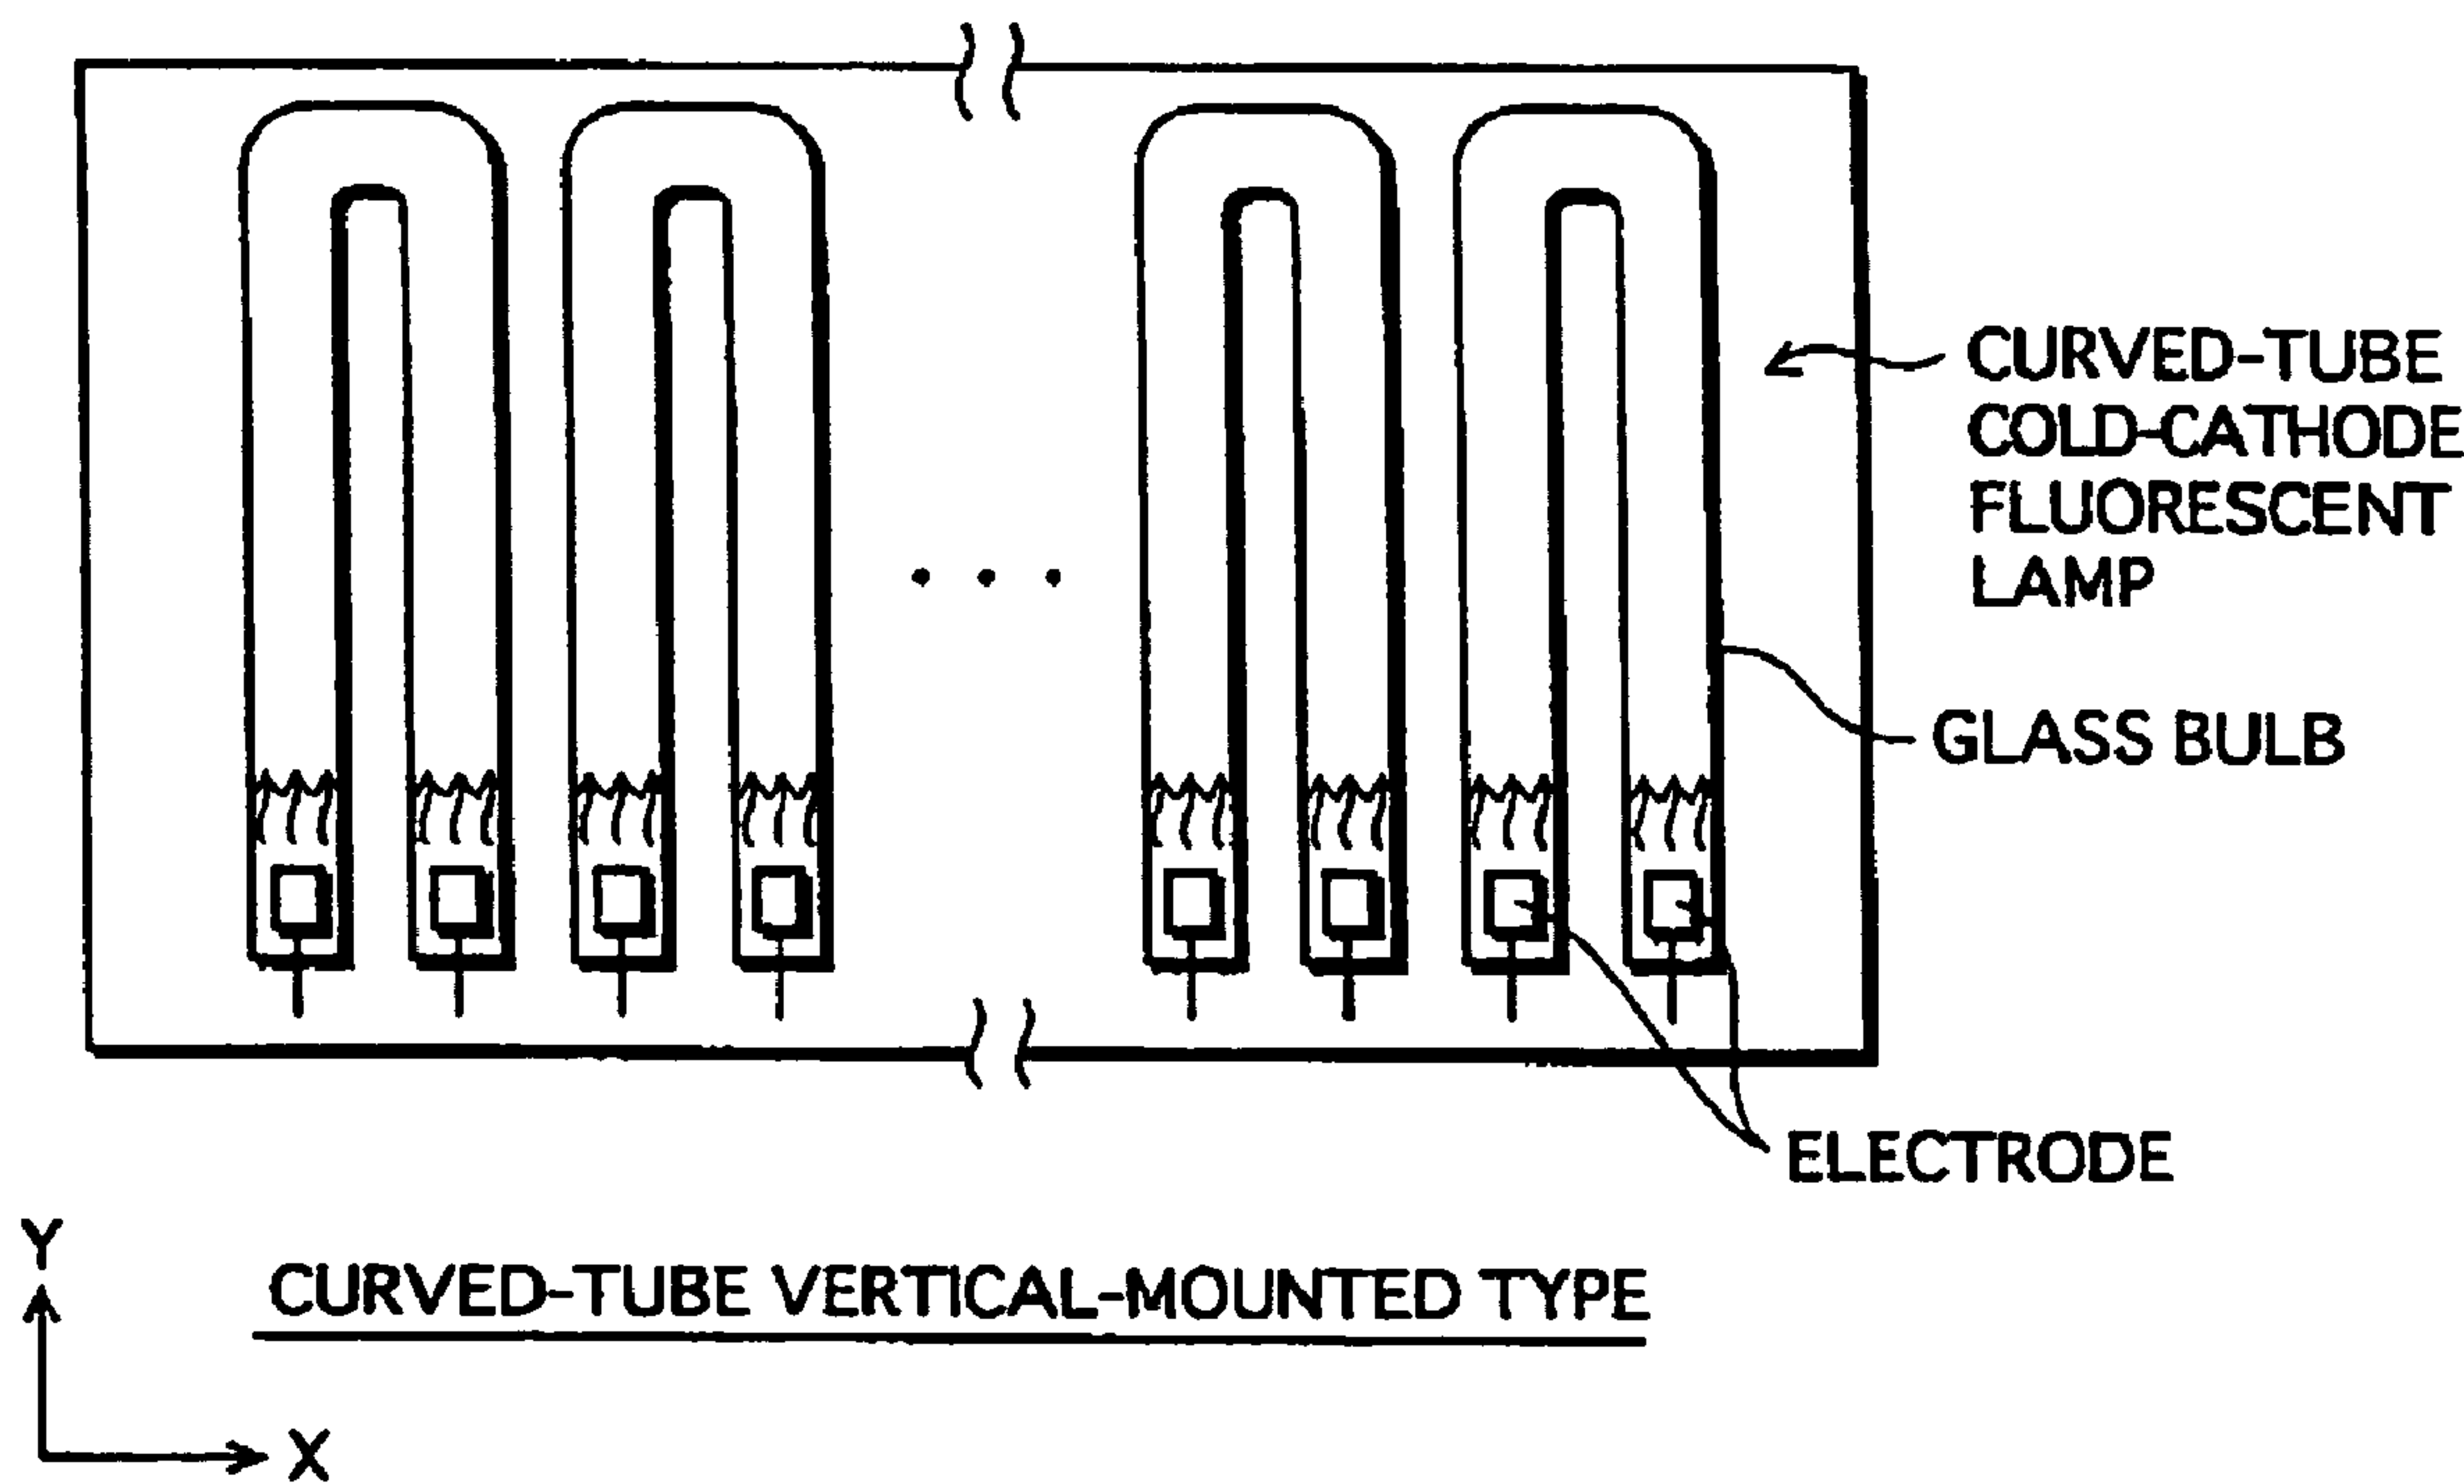 CURVED-TUBE
COLD-CATHODE
FLUORESCENT
LAMP
GLASS BULB
ELECTRODE
Y
CURVED-TUBE VERTICAL-MOUNTED TYPE
X